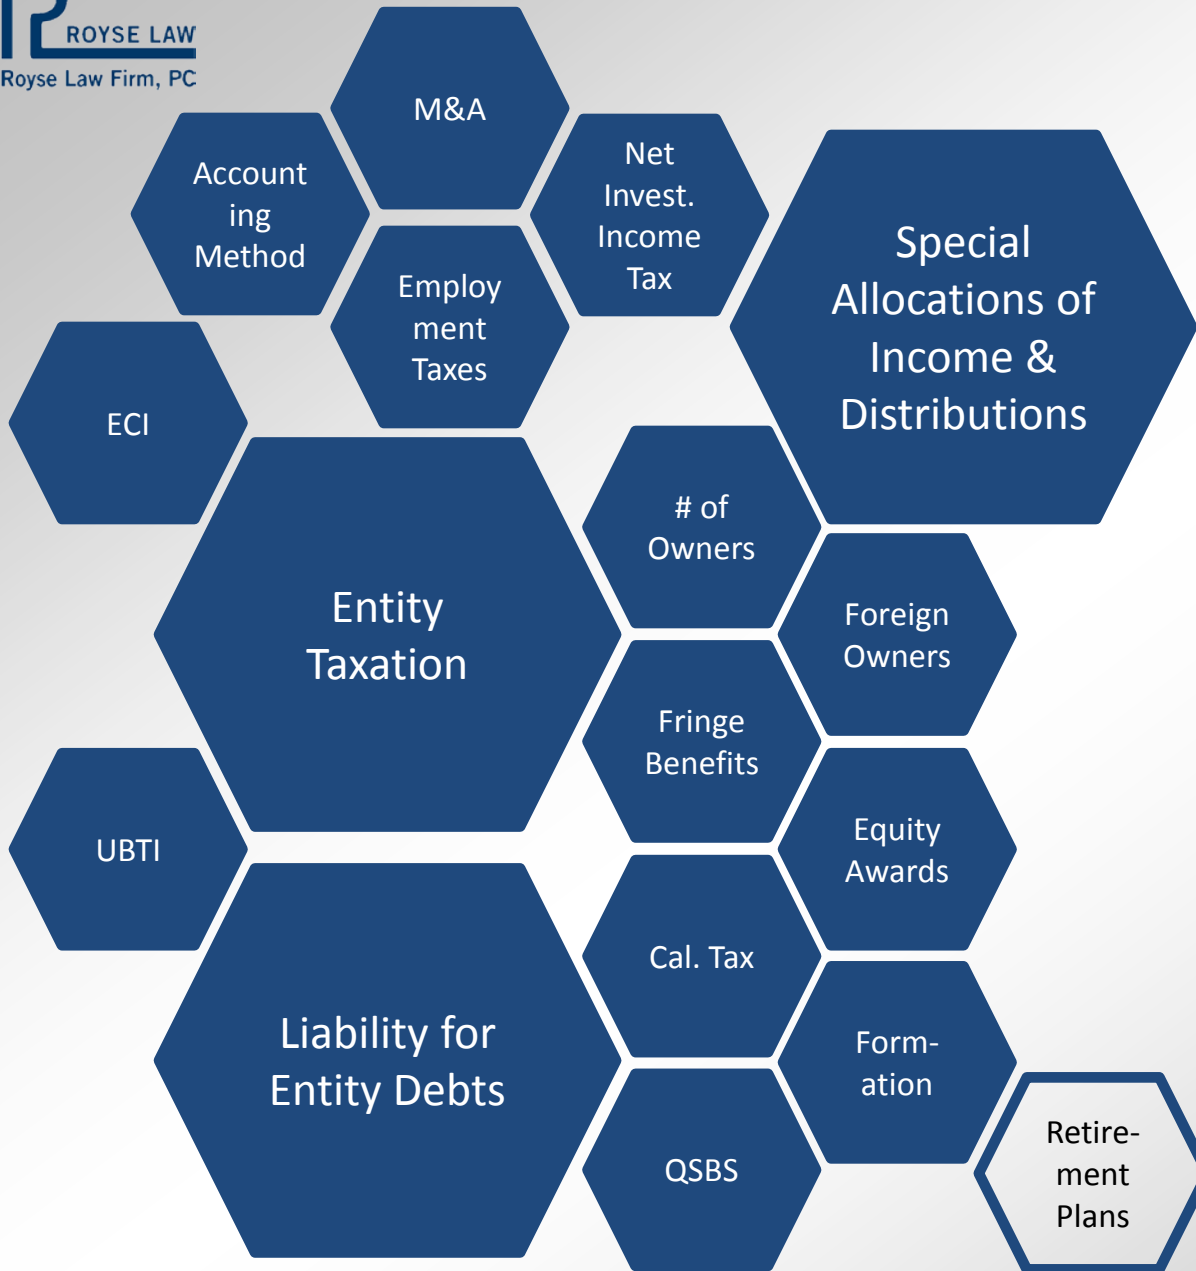 ROYSE LAW
Royse Law Firm, PC
M&A
Account
ing
Method
Net
Invest.
Income
Tax
Employ
ment
Taxes
Special
Allocations of
Income &
Distributions
ECI
# of
Owners
Entity
Taxation
Foreign
Owners
Fringe
Benefits
UBTI
Equity
Awards
Cal. Tax
Liability for
Entity Debts
Form-
ation
QSBS
Retire-
ment
Plans